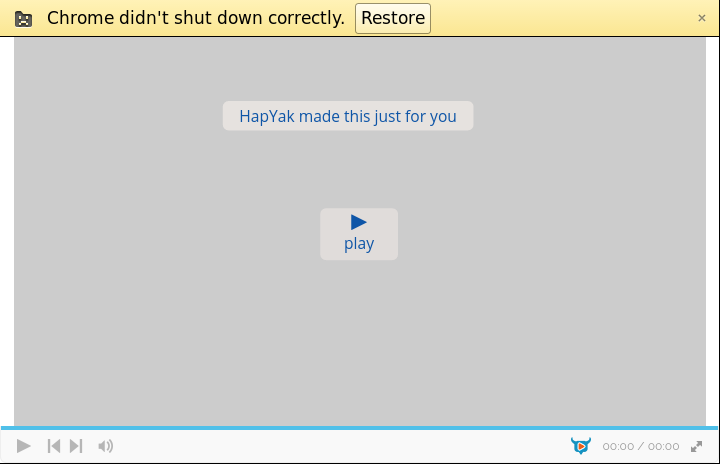 Chrome didn't shut down correctly. Restore ×
HapYak made this just for you
play
00:00 / 00:00